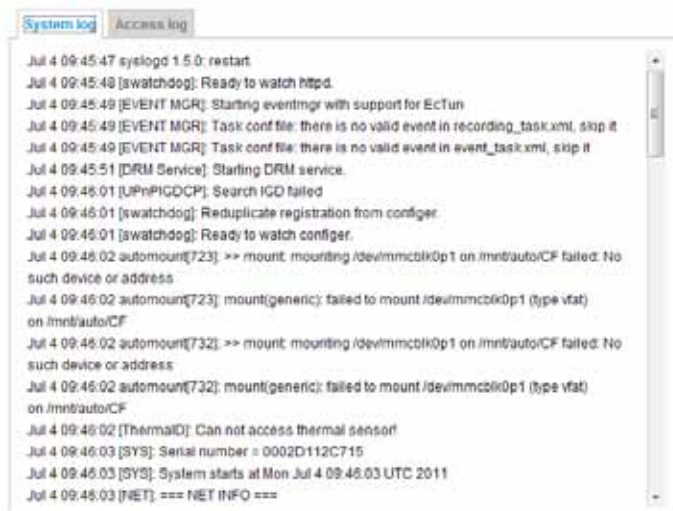 System log
Access log
Jul 4 09:45:47 syslogd 1.5.0: restart.
Jul 4 09:45:48 [swatchdog]: Ready to watch httpd.
Jul 4 09:45:49 [EVENT MGR]: Starting eventmgr with support for EcTun
Jul 4 09:45:49 [EVENT MGR]: Task conf file: there is no valid event in recording_task.xml, skip it
Jul 4 09:45:49 [EVENT MGR]: Task conf file: there is no valid event in event_task.xml, skip it
Jul 4 09:45:51 [DRM Service]: Starting DRM service.
Jul 4 09:46:01 [UPnPIGDCP]: Search IGD failed
Jul 4 09:46:01 [swatchdog]: Reduplicate registration from configer.
Jul 4 09:46:01 [swatchdog]: Ready to watch configer.
Jul 4 09:46:02 automount[723]: >> mount: mounting /dev/mmcblk0p1 on /mnt/auto/CF failed: No
such device or address
Jul 4 09:46:02 automount[723]: mount(generic): failed to mount /dev/mmcblk0p1 (type vfat)
on /mnt/auto/CF
Jul 4 09:46:02 automount[732]: >> mount: mounting /dev/mmcblk0p1 on /mnt/auto/CF failed: No
such device or address
Jul 4 09:46:02 automount[732]: mount(generic): failed to mount /dev/mmcblk0p1 (type vfat)
on /mnt/auto/CF
Jul 4 09:46:02 [ThermalD]: Can not access thermal sensor!
Jul 4 09:46:03 [SYS]: Serial number = 0002D112C715
Jul 4 09:46:03 [SYS]: System starts at Mon Jul 4 09:46:03 UTC 2011
Jul 4 09:46:03 [NET]: === NET INFO ===